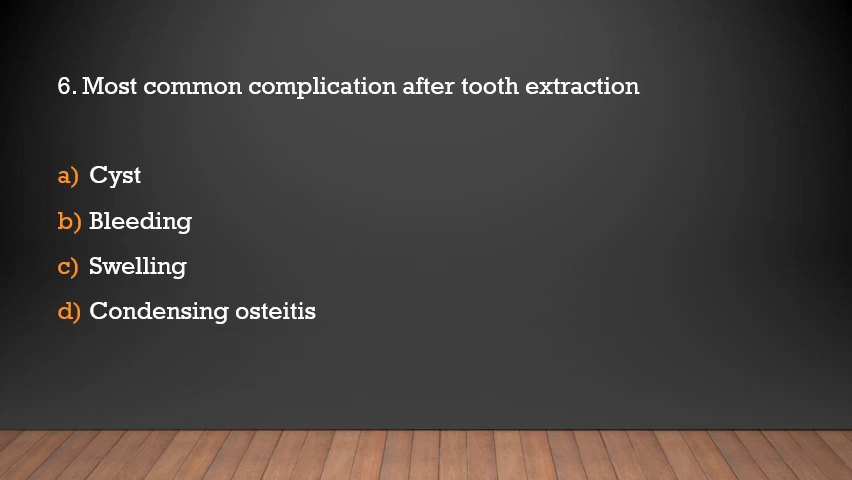 6. Most common complication after tooth extraction
a) Cyst
b) Bleeding
c) Swelling
d) Condensing osteitis